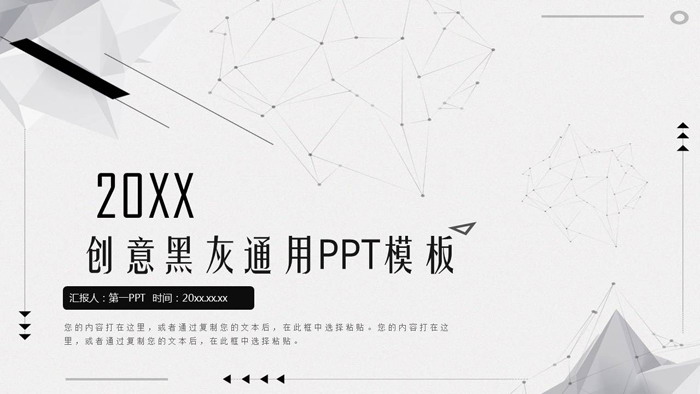 20XX
创意黑灰通用PPT模板
汇报人：第一PPT 时间：20xx.xx.xx
您的内容打在这里，或者通过复制您的文本后，在此框中选择粘贴。您的内容打在这
里，或者通过复制您的文本后，在此框中选择粘贴。